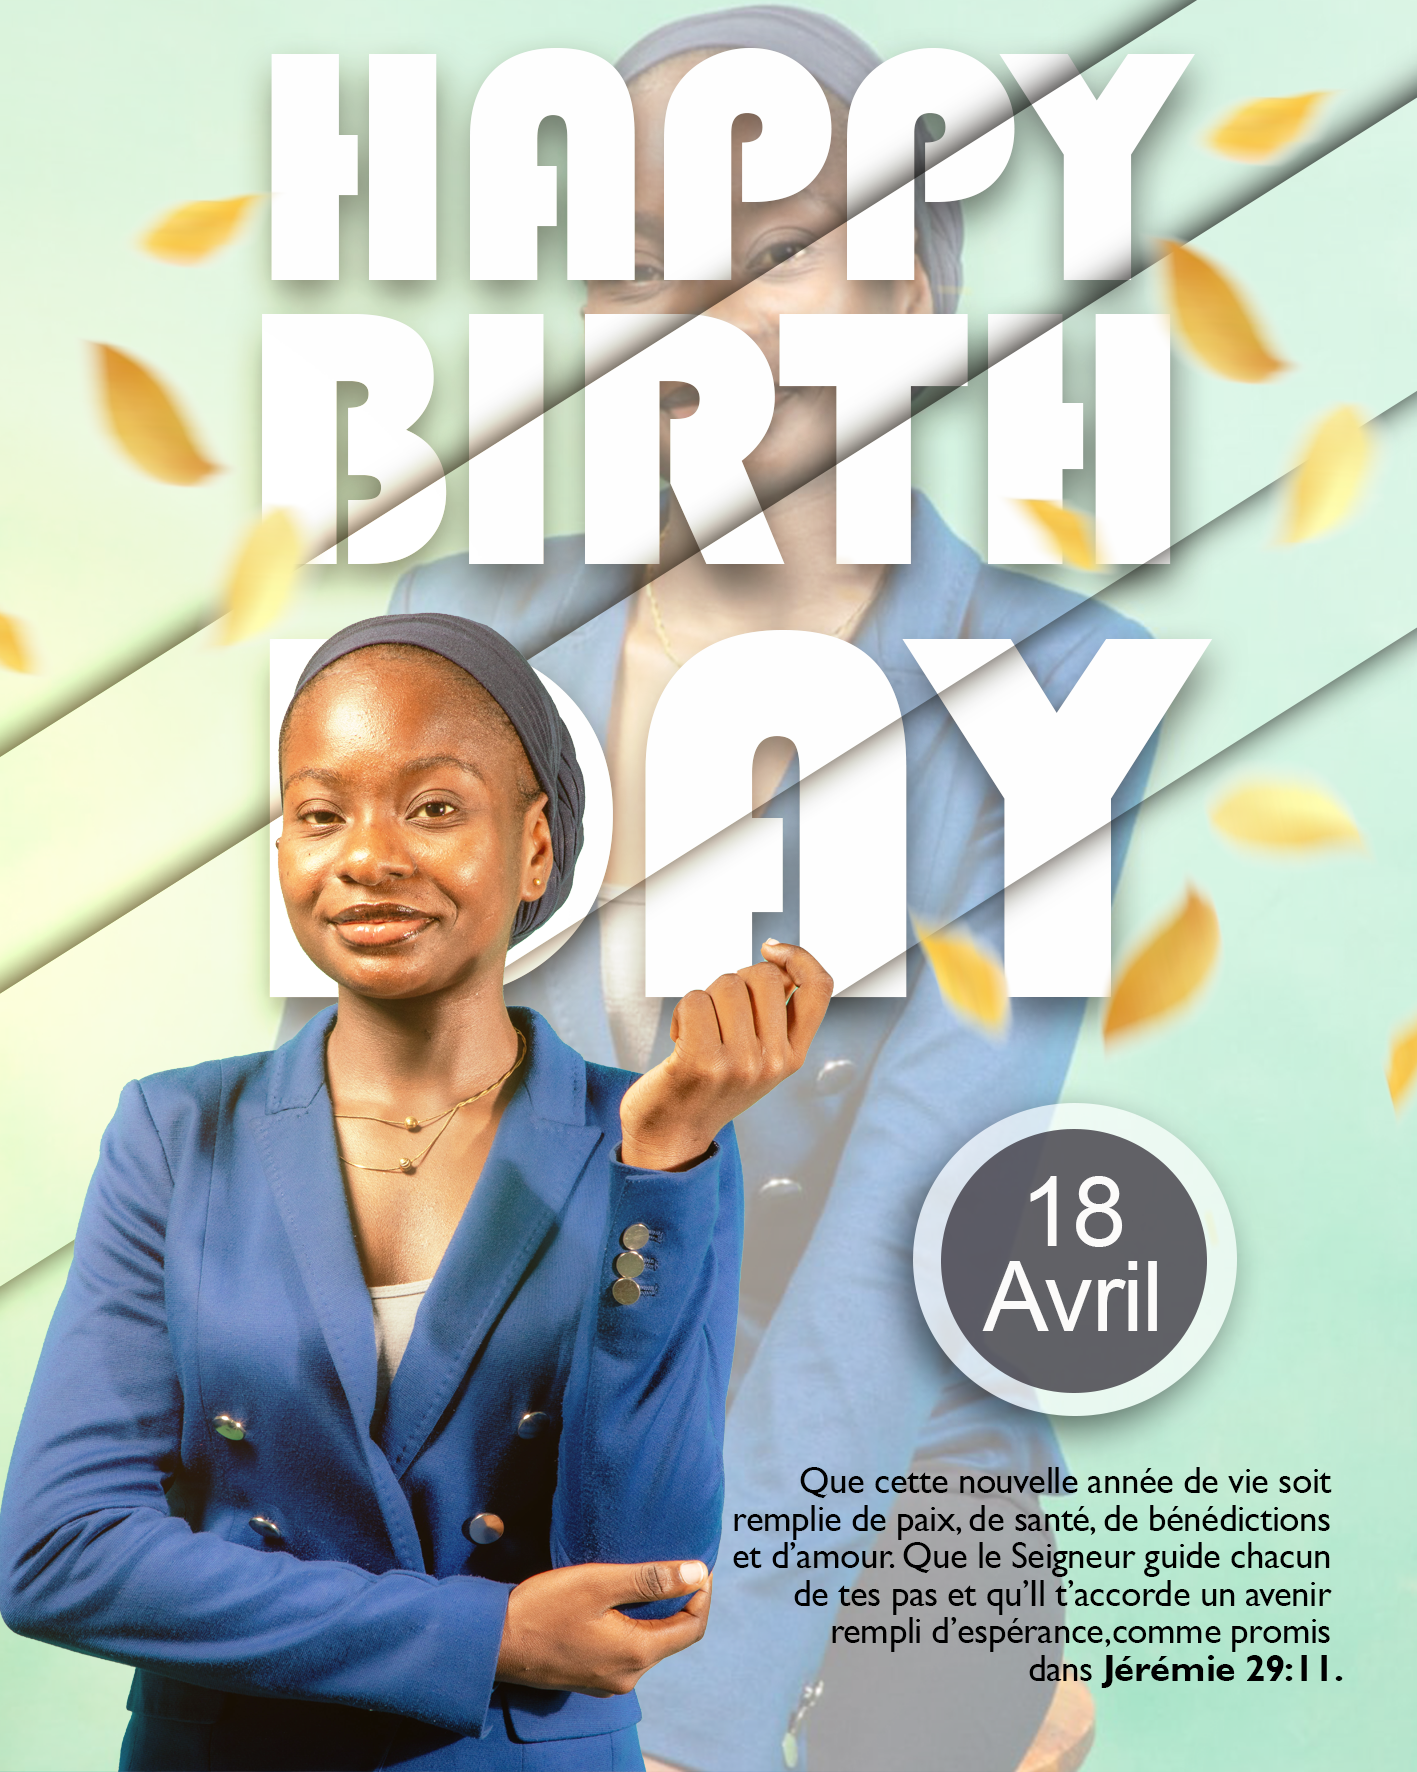 HAPPY
BIRTH
DAY
18
Avril
Que cette nouvelle année de vie soit
remplie de paix, de santé, de bénédictions
et d’amour. Que le Seigneur guide chacun
de tes pas et qu’Il t’accorde un avenir
rempli d’espérance,comme promis
dans Jérémie 29:11.